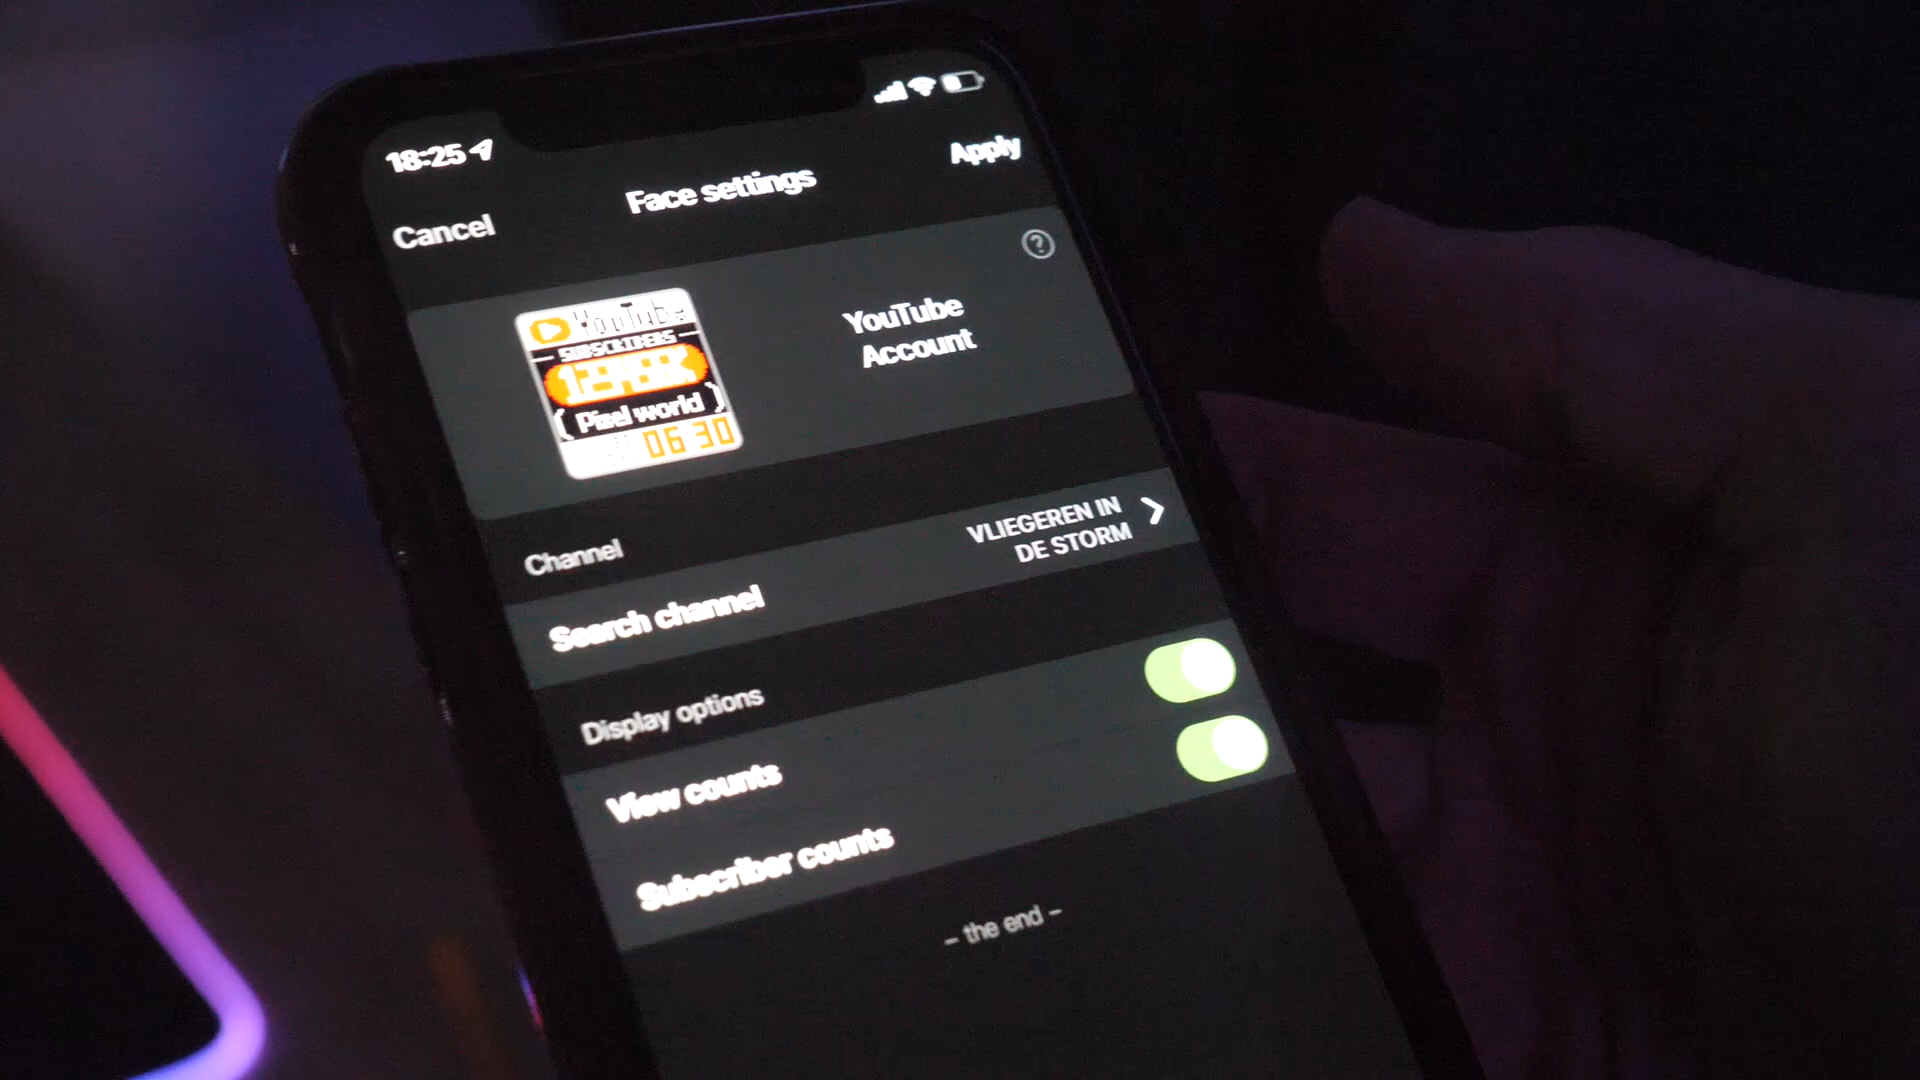 18:25
Cancel
Face settings
Apply
YouTube
SUBSCRIBERS
Pixel world
06:30
YouTube
Account
Channel
Search channel
VLIEGEREN IN
DE STORM
Display options
View counts
Subscriber counts
- the end -